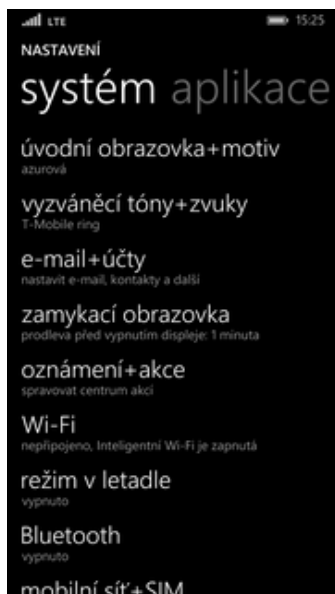 LTE 15:25
NASTAVENÍ
systém aplikace
úvodní obrazovka+motiv
azurová
vyzváněcí tóny+zvuky
T-Mobile ring
e-mail+účty
nastavit e-mail, kontakty a další
zamykací obrazovka
prodleva před vypnutím displeje: 1 minuta
oznámení+akce
spravovat centrum akcí
Wi-Fi
nepřipojeno, Inteligentní Wi-Fi je zapnutá
režim v letadle
vypnuto
Bluetooth
vypnuto
mobilní síť+SIM